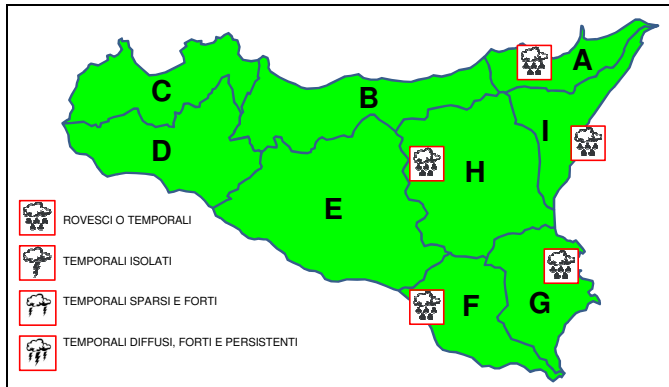 A
B
C
I
D
H
E
F
G
ROVESCI O TEMPORALI
TEMPORALI ISOLATI
TEMPORALI SPARSI E FORTI
TEMPORALI DIFFUSI, FORTI E PERSISTENTI